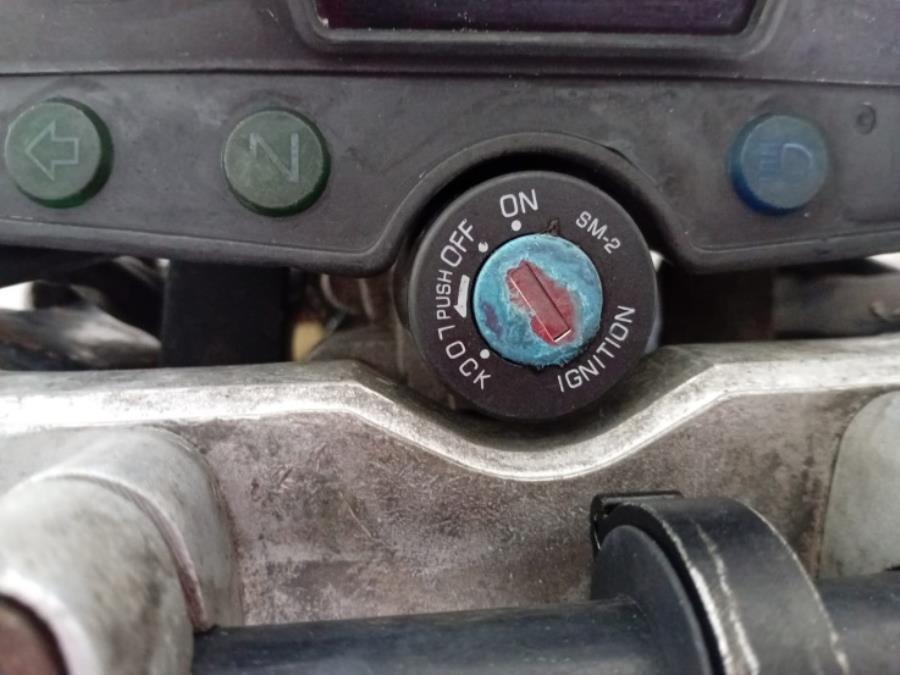 N
ON
SM-2
OFF
PUSH
LOCK
IGNITION